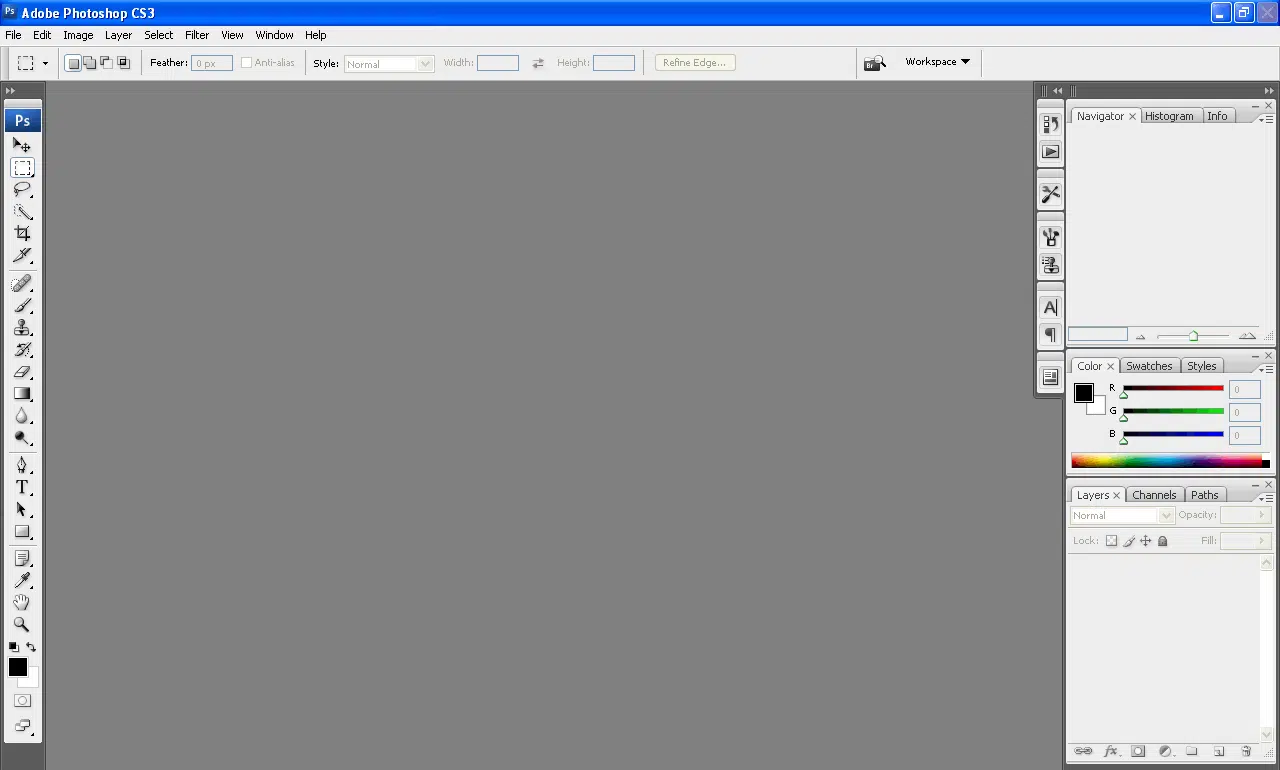 Ps Adobe Photoshop CS3
File Edit Image Layer Select Filter View Window Help
Feather: 0 px Anti-alias Style: Normal Width: Height: Refine Edge... Br Workspace
Ps
Navigator Histogram Info
Color Swatches Styles
R 0
G 0
B 0
Layers Channels Paths
Normal Opacity:
Lock: Fill: